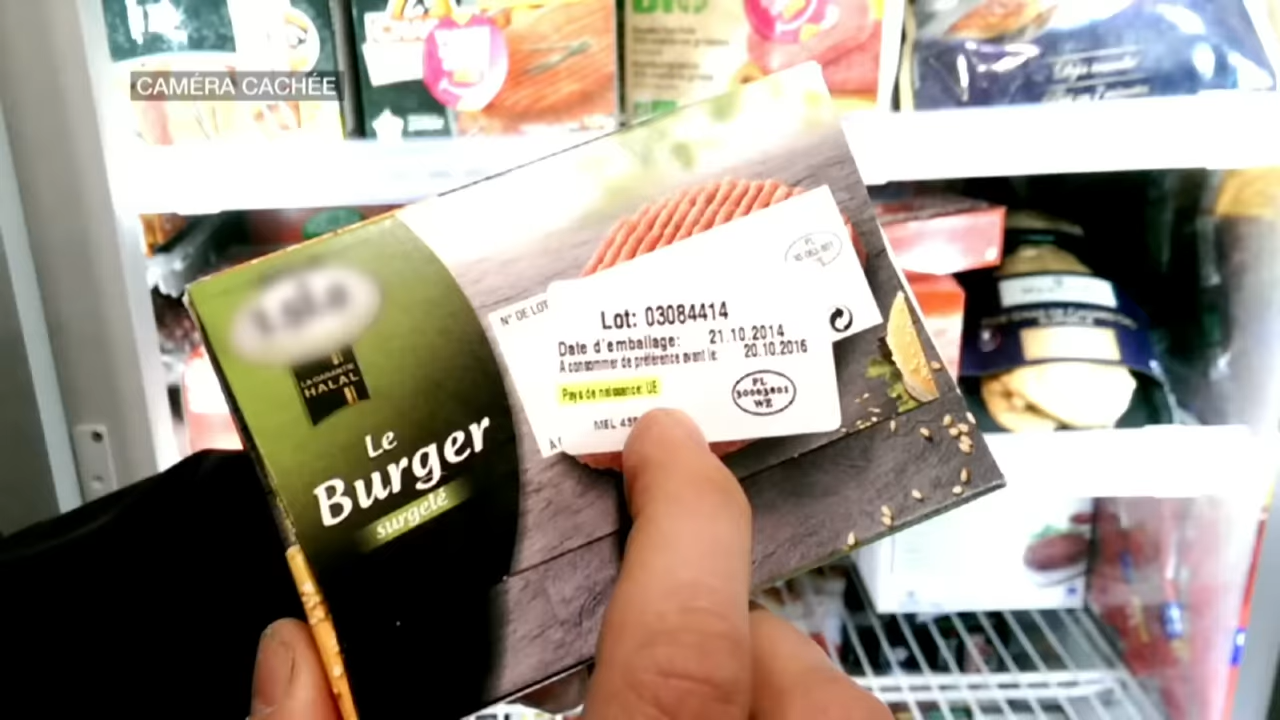 CAMÉRA CACHÉE
LA GARANTIE
HALAL
Le
Burger
surgelé
N° DE LOT
Lot: 03084414
Date d'emballage: 21.10.2014
A consommer de préférence avant le: 20.10.2016
Pays de naissance: UE
PL
30003801
WE